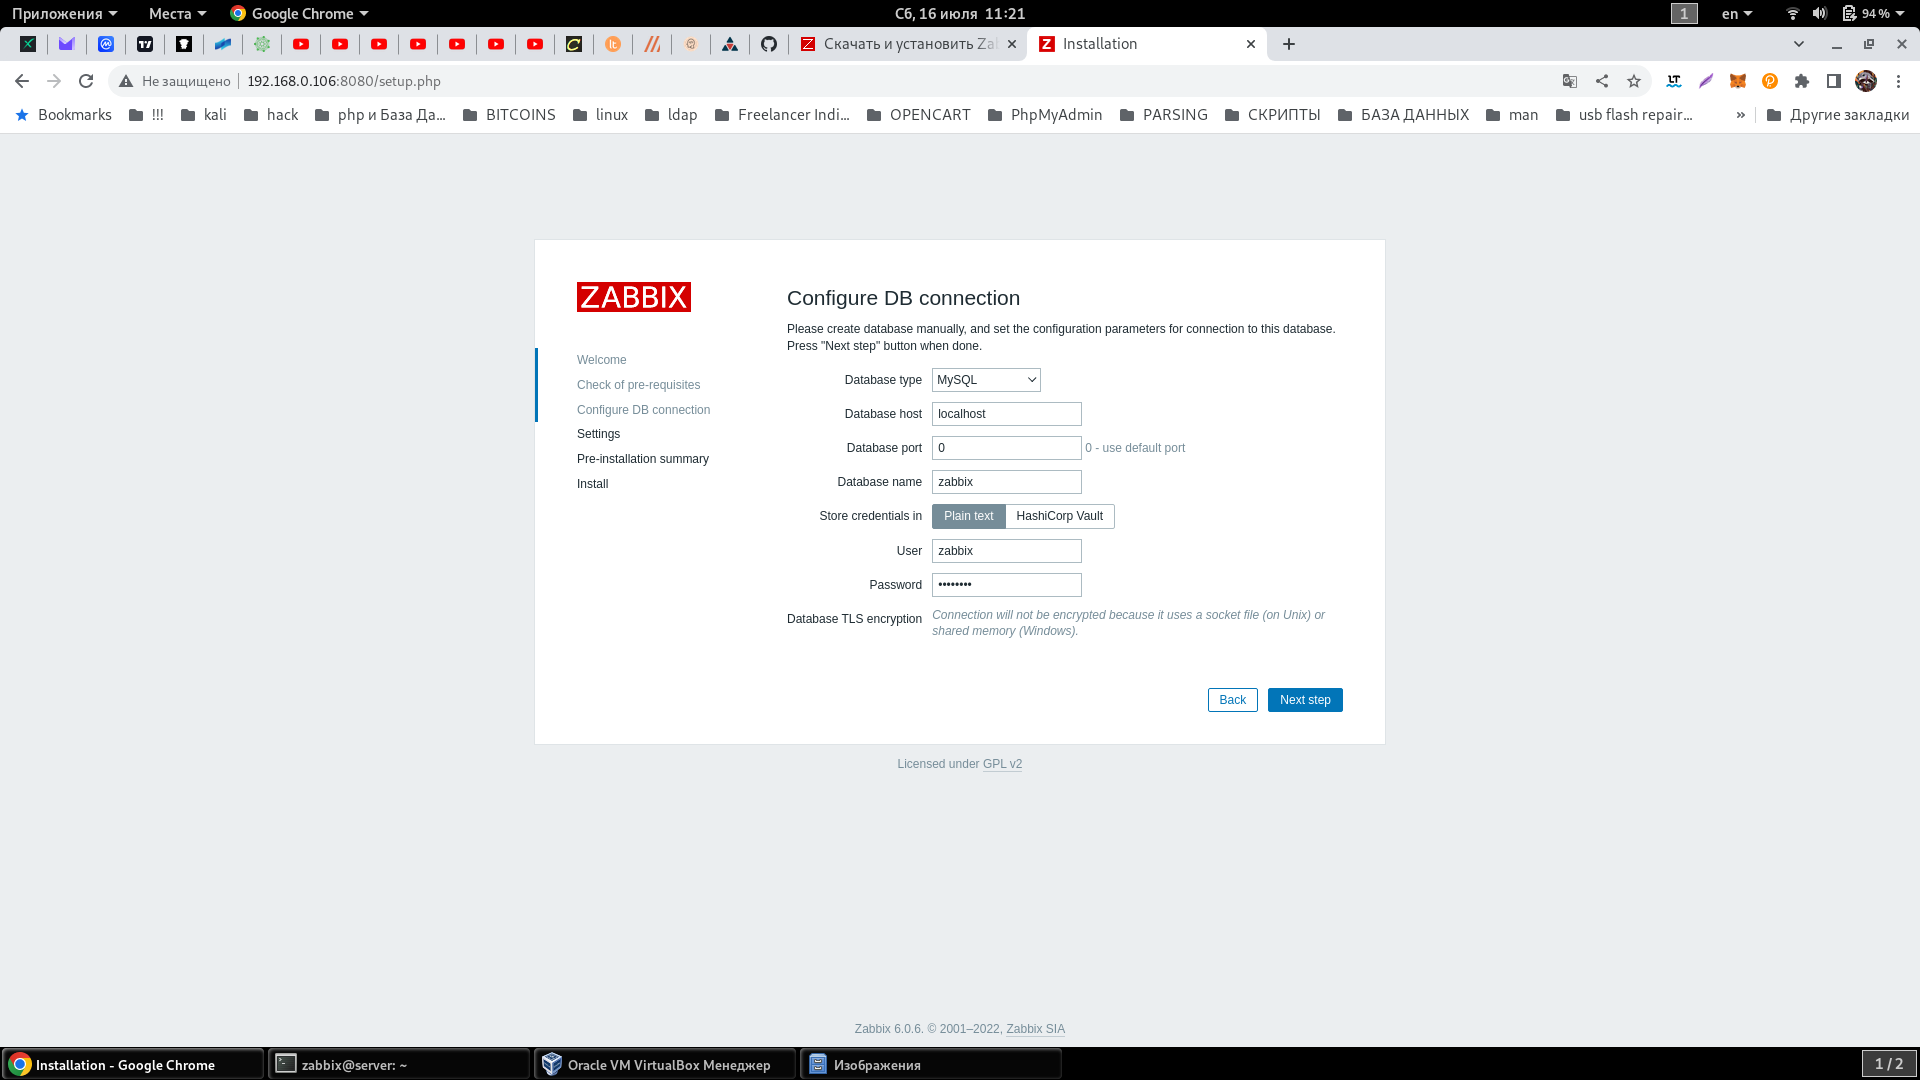 Приложения Места Google Chrome Сб, 16 июля 11:21 1 en 94 %
Скачать и установить Zab Installation
Не защищено 192.168.0.106:8080/setup.php
Bookmarks !!! kali hack php и База Да... BITCOINS linux ldap Freelancer Indi... OPENCART PhpMyAdmin PARSING СКРИПТЫ БАЗА ДАННЫХ man usb flash repair... » Другие закладки
ZABBIX
Welcome
Check of pre-requisites
Configure DB connection
Settings
Pre-installation summary
Install
Configure DB connection
Please create database manually, and set the configuration parameters for connection to this database.
Press "Next step" button when done.
Database type MySQL
Database host localhost
Database port 0 0 - use default port
Database name zabbix
Store credentials in Plain text HashiCorp Vault
User zabbix
Password ••••••••
Database TLS encryption Connection will not be encrypted because it uses a socket file (on Unix) or
shared memory (Windows).
Back Next step
Licensed under GPL v2
Zabbix 6.0.6. © 2001–2022, Zabbix SIA
Installation - Google Chrome zabbix@server: ~ Oracle VM VirtualBox Менеджер Изображения 1 / 2